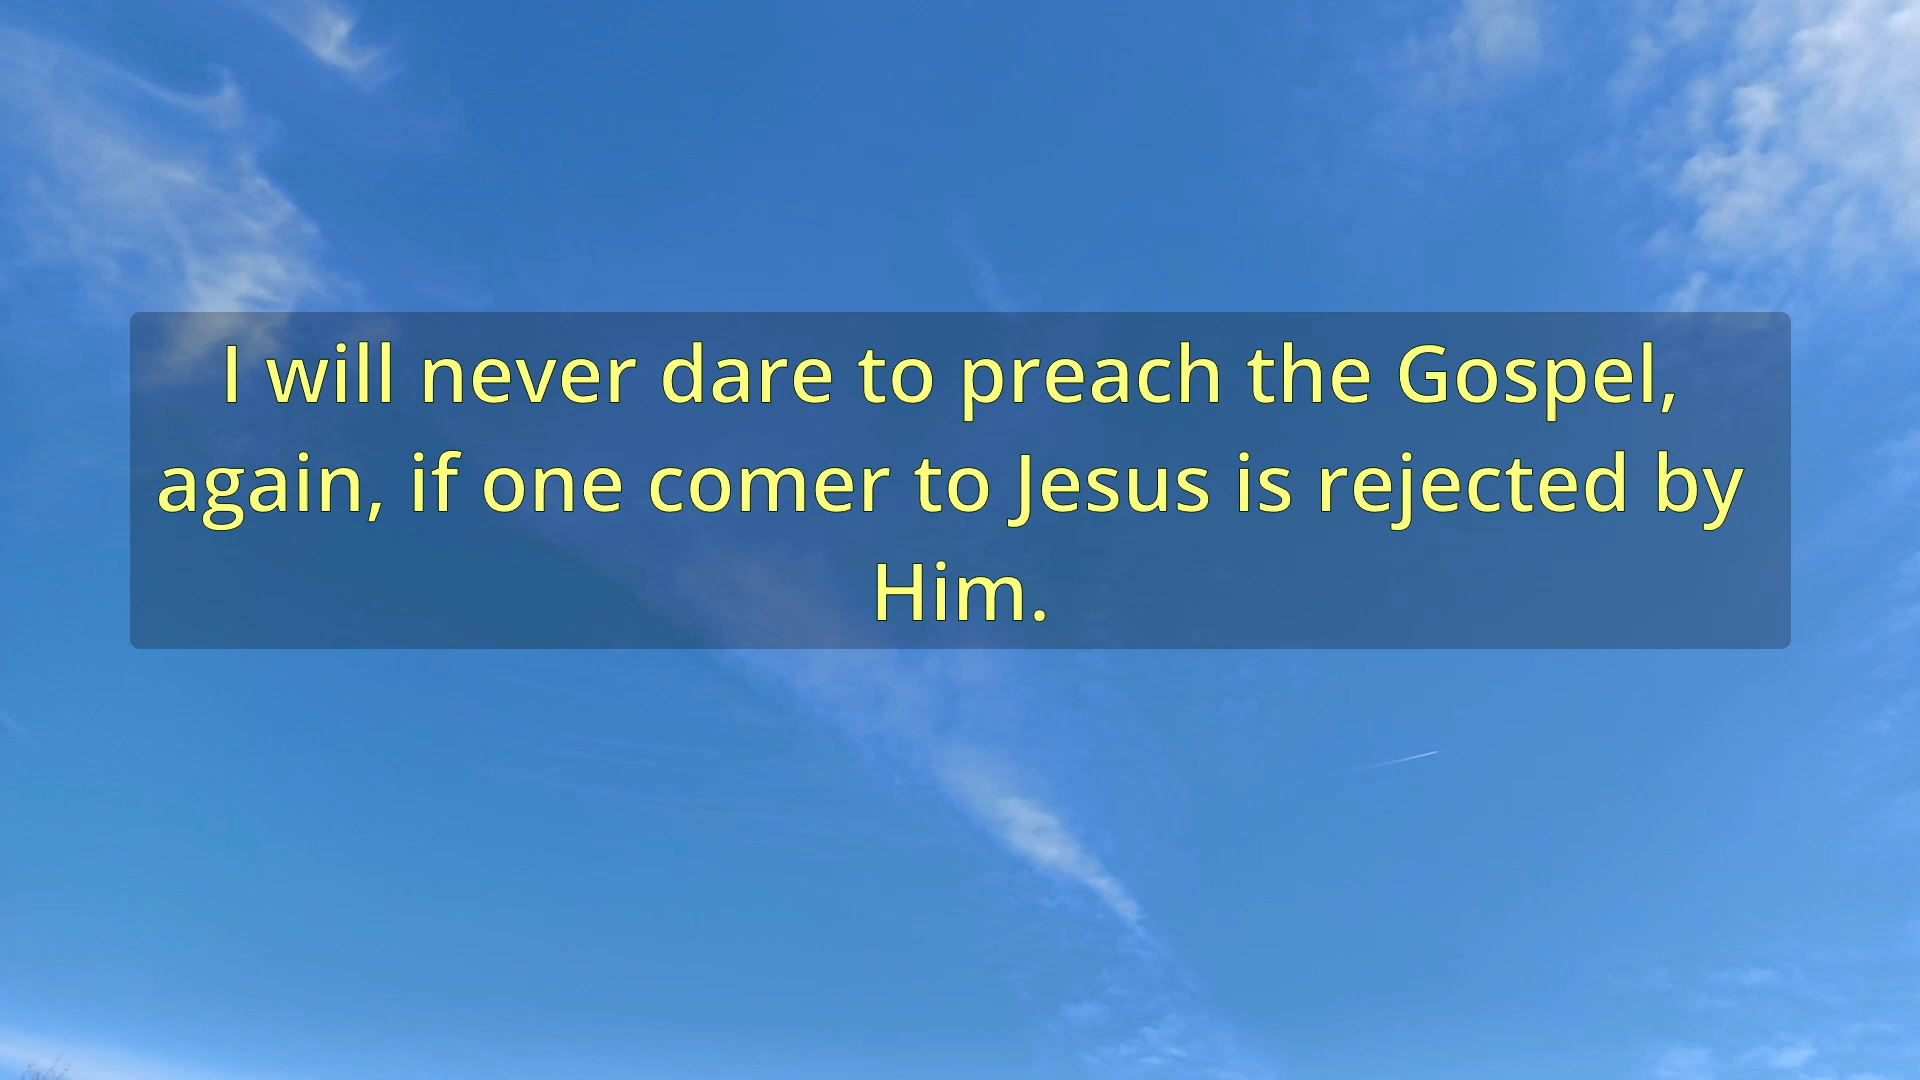 I will never dare to preach the Gospel,
again, if one comer to Jesus is rejected by
Him.